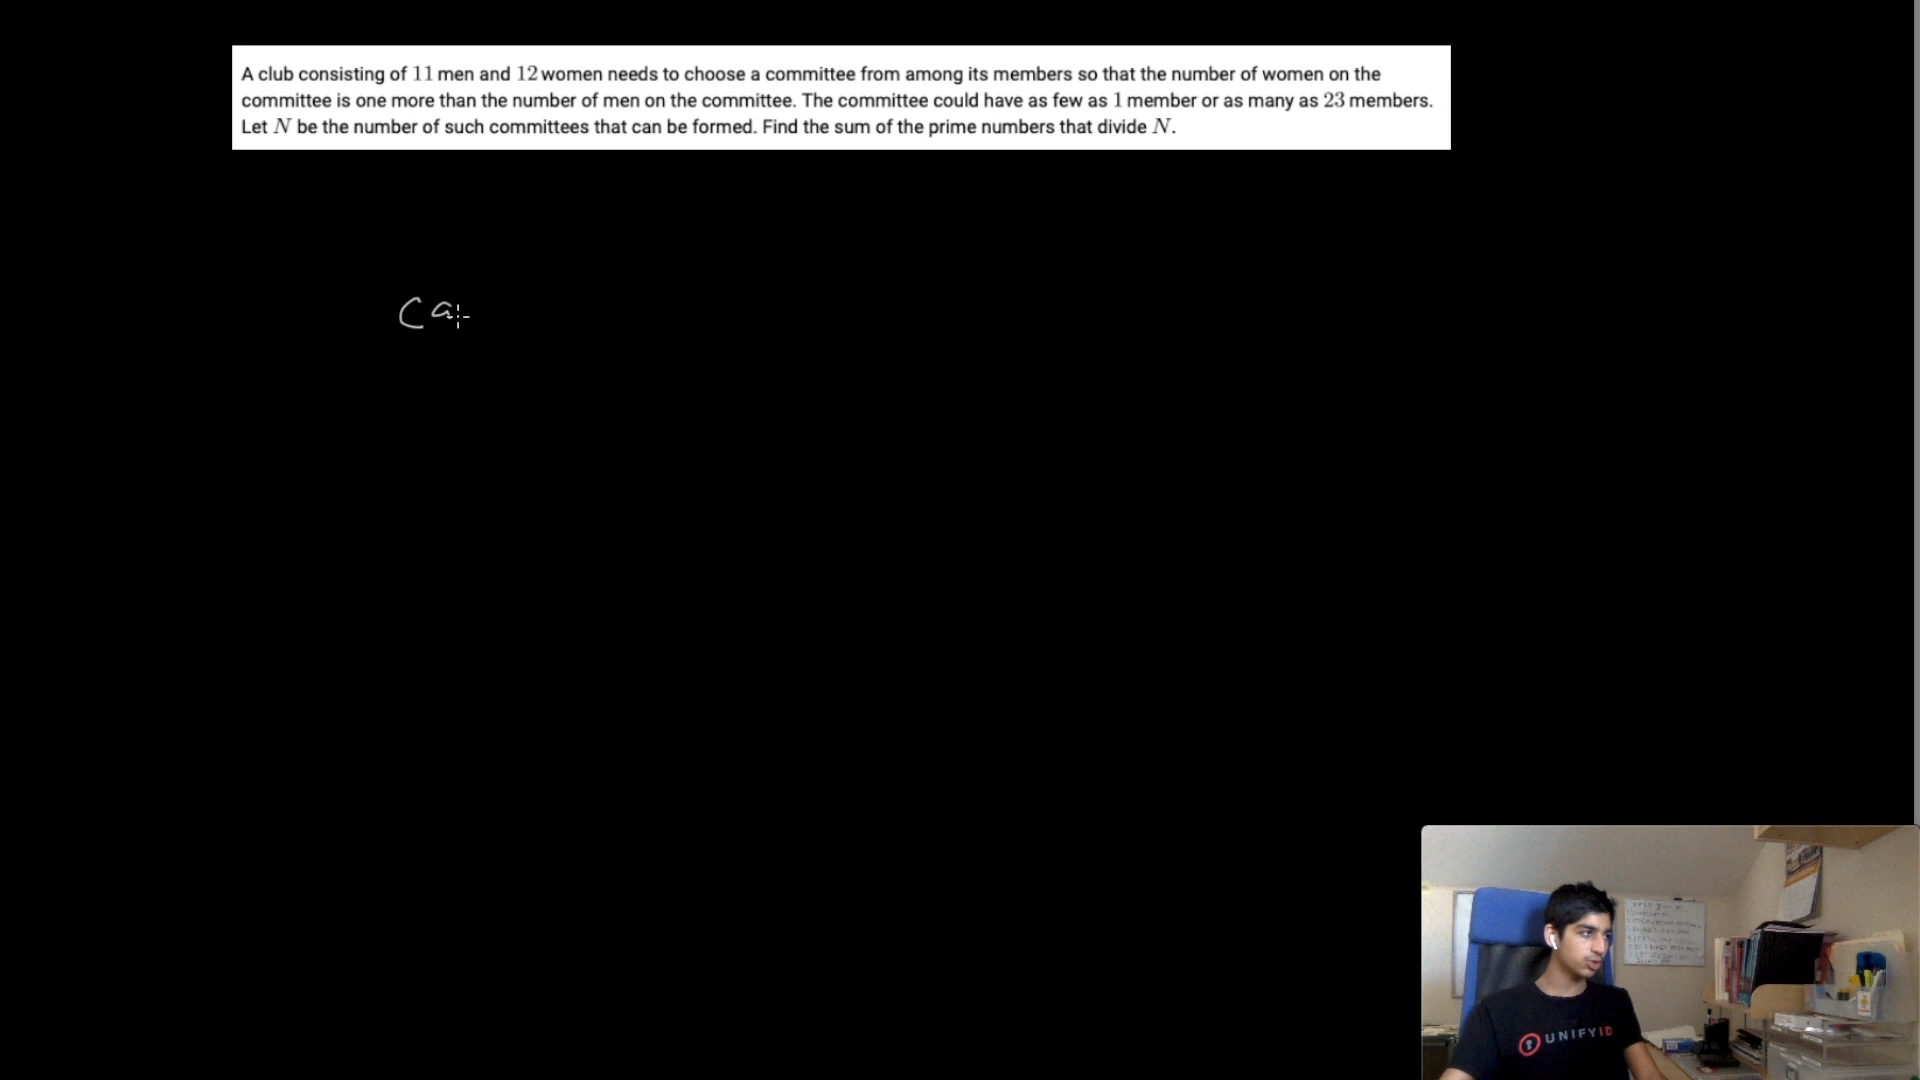 A club consisting of 11 men and 12 women needs to choose a committee from among its members so that the number of women on the
committee is one more than the number of men on the committee. The committee could have as few as 1 member or as many as 23 members.
Let N be the number of such committees that can be formed. Find the sum of the prime numbers that divide N.
Ca
UNIFYID